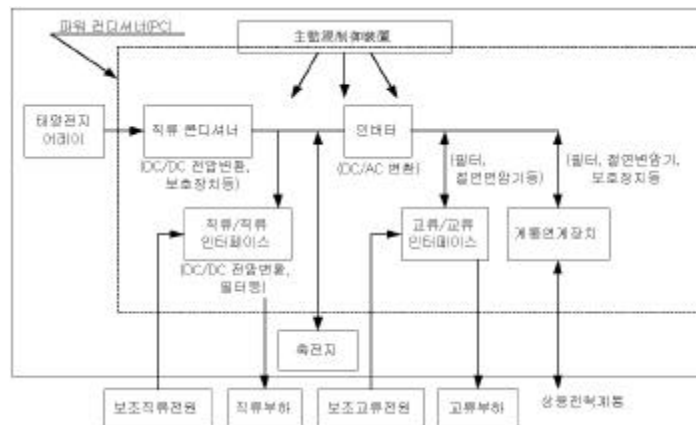 파워 컨디셔너(PC)
主監視制御装置
태양전지
어레이
직류 콘디셔너
인버터
(DC/DC 전압변환,
보호장치등)
(DC/AC 변환)
(필터,
절연변압기등)
(필터, 절연변압기,
보호장치등
직류/직류
인터페이스
교류/교류
인터페이스
계통연계장치
(DC/DC 전압변환,
필터등)
축전지
보조직류전원
직류부하
보조교류전원
교류부하
상용전력계통